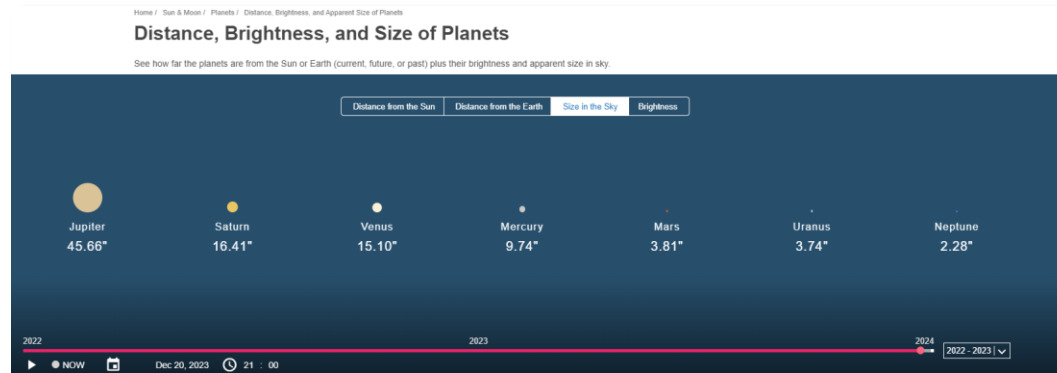 Home / Sun & Moon / Planets / Distance, Brightness, and Apparent Size of Planets
Distance, Brightness, and Size of Planets
See how far the planets are from the Sun or Earth (current, future, or past) plus their brightness and apparent size in sky.
Distance from the Sun Distance from the Earth Size in the Sky Brightness
Jupiter Saturn Venus Mercury Mars Uranus Neptune
45.66" 16.41" 15.10" 9.74" 3.81" 3.74" 2.28"
2022 2023 2024
NOW Dec 20, 2023 21 : 00 2022 - 2023